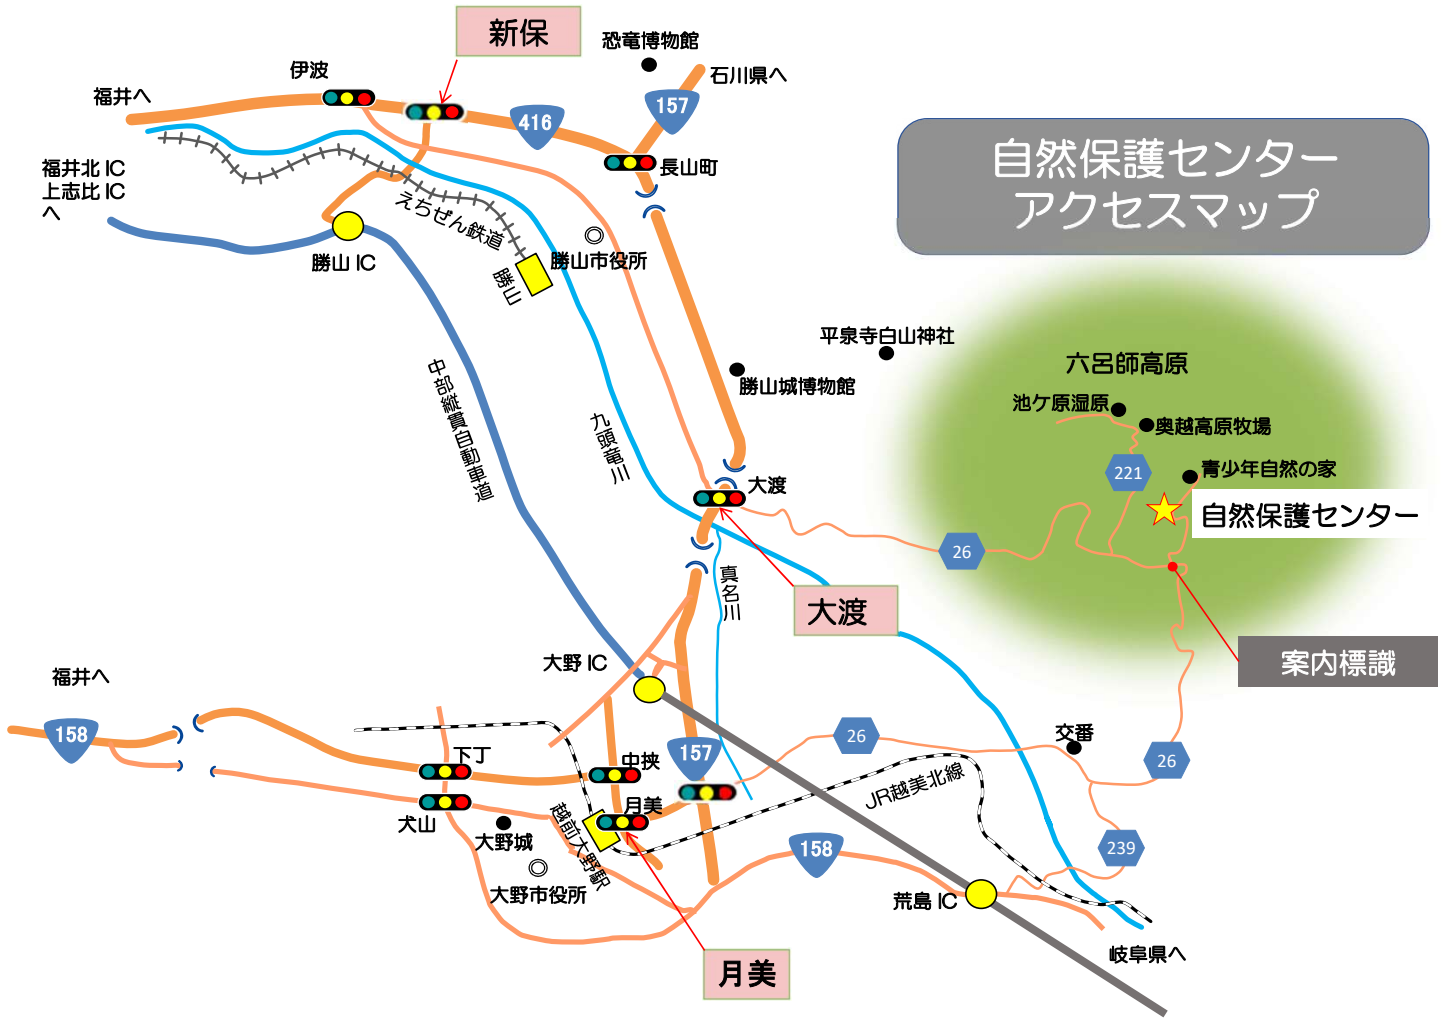 新保
恐竜博物館
伊波
石川県へ
福井へ
157
416
自然保護センター
アクセスマップ
長山町
福井北 IC
上志比 IC
へ
えちぜん鉄道
勝山 IC
勝山市役所
勝山
平泉寺白山神社
六呂師高原
中部縦貫自動車道
勝山城博物館
池ケ原湿原
奥越高原牧場
九頭竜川
青少年自然の家
221
大渡
自然保護センター
26
真名川
大渡
大野 IC
案内標識
福井へ
158
交番
26
157
26
下丁
中挟
JR越美北線
月美
犬山
大野城
越前大野駅
158
239
大野市役所
荒島 IC
岐阜県へ
月美